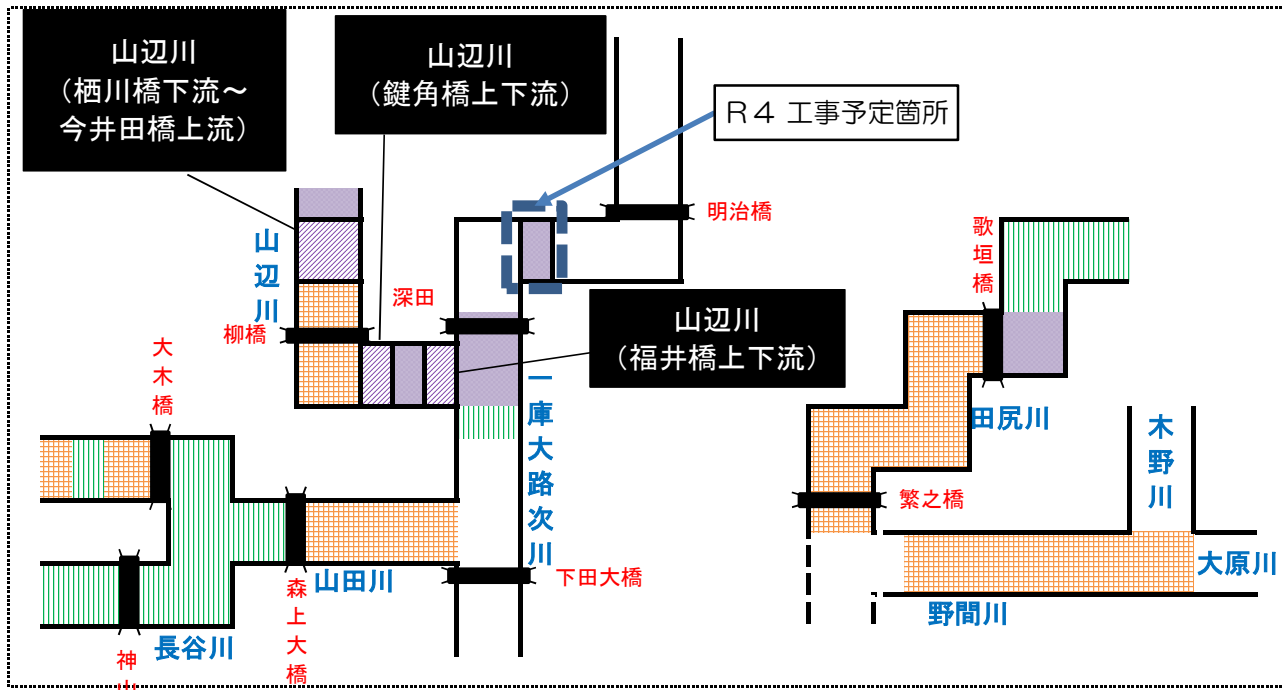 山辺川
（栖川橋下流～
今井田橋上流）
山辺川
（鍵角橋上下流）
Ｒ４ 工事予定箇所
明治橋
歌垣橋
山辺川
深田
柳橋
山辺川
（福井橋上下流）
大木橋
一庫大路次川
田尻川
木野川
繁之橋
大原川
下田大橋
山田川
森上大橋
野間川
長谷川
神